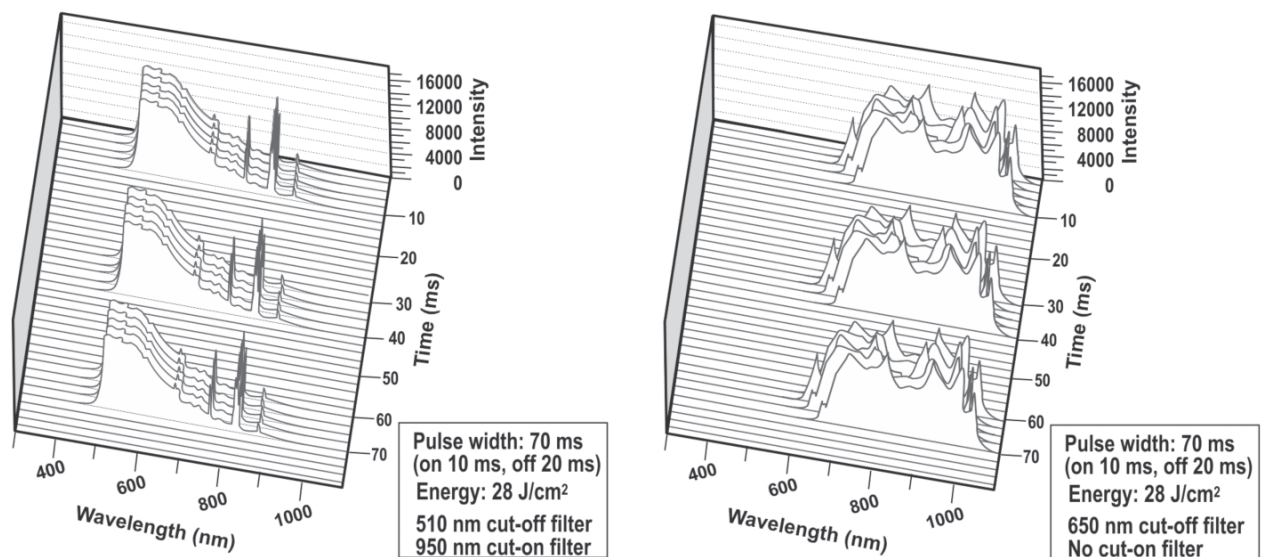 16000
12000
8000
4000
0
Intensity
10
20
30
40
50
60
70
Time (ms)
400
600
800
1000
Wavelength (nm)
Pulse width: 70 ms
(on 10 ms, off 20 ms)
Energy: 28 J/cm²
510 nm cut-off filter
950 nm cut-on filter
16000
12000
8000
4000
0
Intensity
10
20
30
40
50
60
70
Time (ms)
400
600
800
1000
Wavelength (nm)
Pulse width: 70 ms
(on 10 ms, off 20 ms)
Energy: 28 J/cm²
650 nm cut-off filter
No cut-on filter